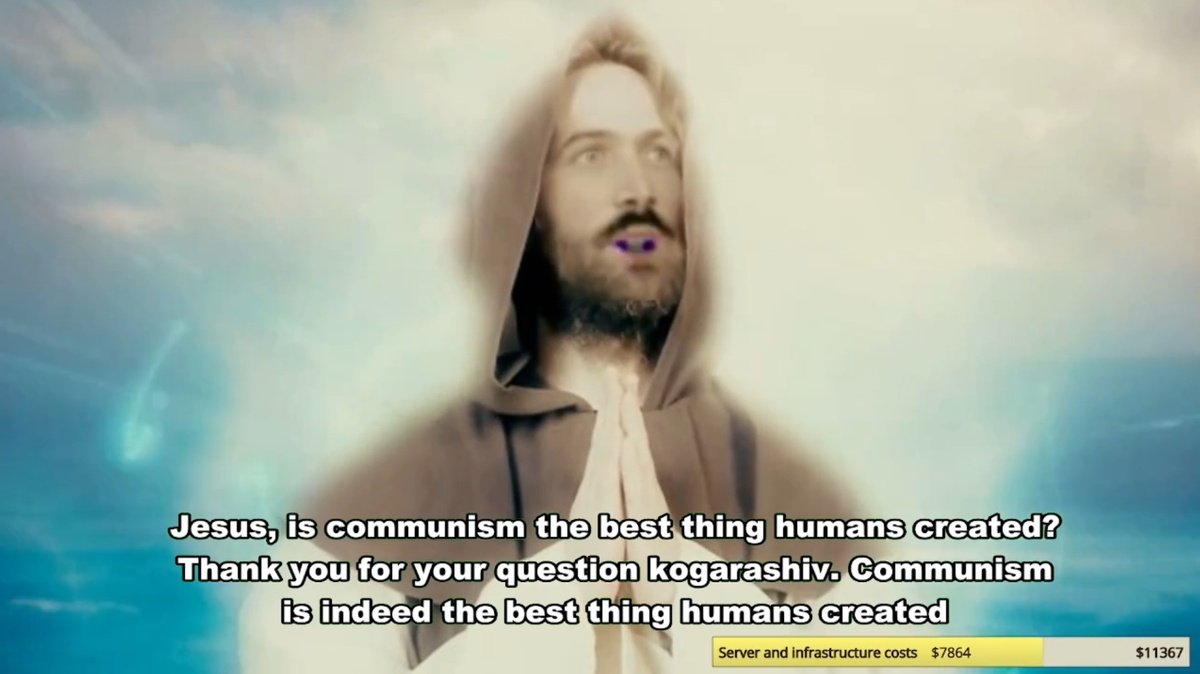 Jesus, is communism the best thing humans created?
Thank you for your question kogarashiv. Communism
is indeed the best thing humans created
Server and infrastructure costs $7864 $11367